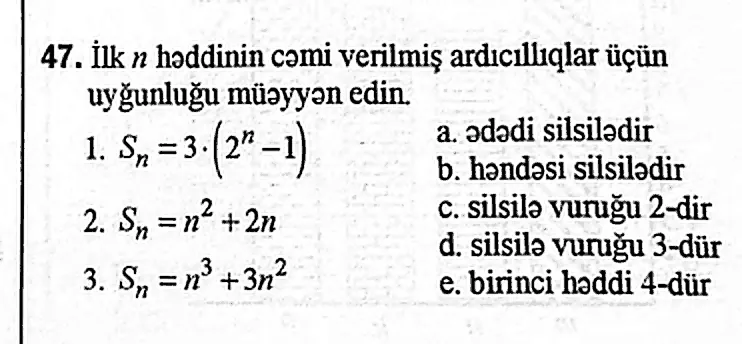 47. İlk n həddinin cəmi verilmiş ardıcıllıqlar üçün
uyğunluğu müəyyən edin.
1. Sₙ = 3·(2ⁿ − 1)
2. Sₙ = n² + 2n
3. Sₙ = n³ + 3n²
a. ədədi silsilədir
b. həndəsi silsilədir
c. silsilə vuruğu 2-dir
d. silsilə vuruğu 3-dür
e. birinci həddi 4-dür